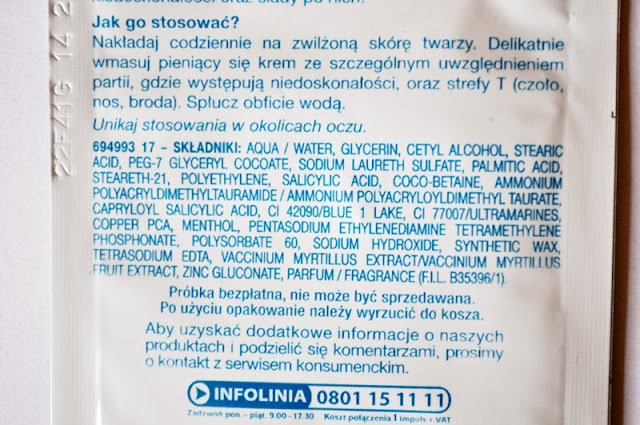 niedoskonałości oraz ślady po nich.
Jak go stosować?
Nakładaj codziennie na zwilżoną skórę twarzy. Delikatnie
wmasuj pieniący się krem ze szczególnym uwzględnieniem
partii, gdzie występują niedoskonałości, oraz strefy T (czoło,
nos, broda). Spłucz obficie wodą.
Unikaj stosowania w okolicach oczu.
694993 17 - SKŁADNIKI: AQUA / WATER, GLYCERIN, CETYL ALCOHOL, STEARIC
ACID, PEG-7 GLYCERYL COCOATE, SODIUM LAURETH SULFATE, PALMITIC ACID,
STEARETH-21, POLYETHYLENE, SALICYLIC ACID, COCO-BETAINE, AMMONIUM
POLYACRYLDIMETHYLTAURAMIDE / AMMONIUM POLYACRYLOYLDIMETHYL TAURATE,
CAPRYLOYL SALICYLIC ACID, CI 42090/BLUE 1 LAKE, CI 77007/ULTRAMARINES,
COPPER PCA, MENTHOL, PENTASODIUM ETHYLENEDIAMINE TETRAMETHYLENE
PHOSPHONATE, POLYSORBATE 60, SODIUM HYDROXIDE, SYNTHETIC WAX,
TETRASODIUM EDTA, VACCINIUM MYRTILLUS EXTRACT/VACCINIUM MYRTILLUS
FRUIT EXTRACT, ZINC GLUCONATE, PARFUM / FRAGRANCE (F.I.L. B35396/1).
Próbka bezpłatna, nie może być sprzedawana.
Po użyciu opakowanie należy wyrzucić do kosza.
Aby uzyskać dodatkowe informacje o naszych
produktach i podzielić się komentarzami, prosimy
o kontakt z serwisem konsumenckim.
INFOLINIA 0801 15 11 11
Zadzwoń pon. - piąt. 9.00 - 17.30 Koszt połączenia 1 impuls + VAT